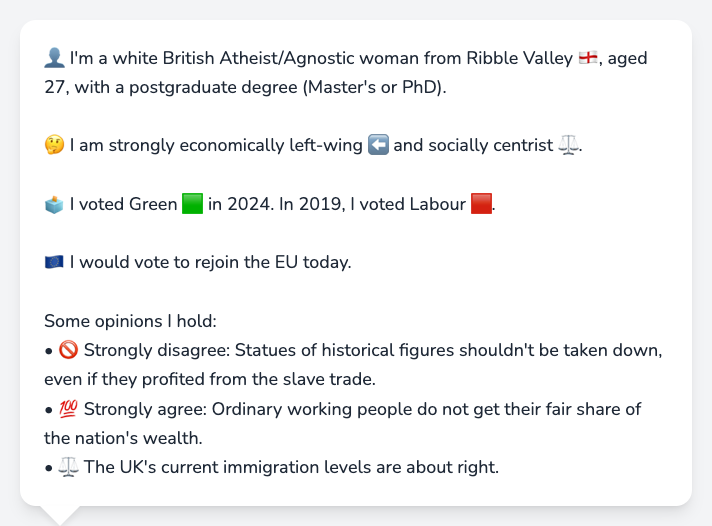 👤 I'm a white British Atheist/Agnostic woman from Ribble Valley 🏴󠁧󠁢󠁥󠁮󠁧󠁿, aged
27, with a postgraduate degree (Master's or PhD).
🤔 I am strongly economically left-wing ⬅️ and socially centrist ⚖️.
🗳️ I voted Green 🟩 in 2024. In 2019, I voted Labour 🟥.
🇪🇺 I would vote to rejoin the EU today.
Some opinions I hold:
• 🚫 Strongly disagree: Statues of historical figures shouldn't be taken down,
even if they profited from the slave trade.
• 💯 Strongly agree: Ordinary working people do not get their fair share of
the nation's wealth.
• ⚖️ The UK's current immigration levels are about right.